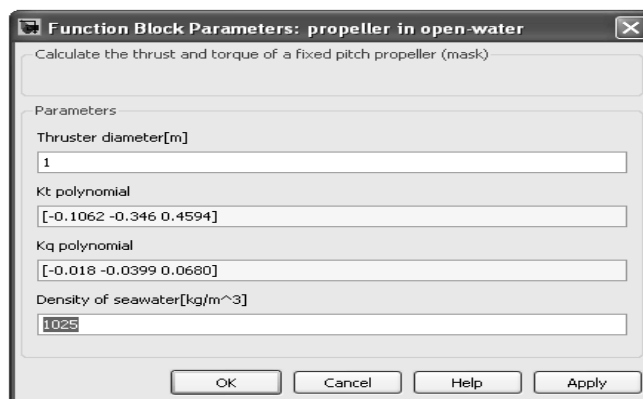 Function Block Parameters: propeller in open-water
Calculate the thrust and torque of a fixed pitch propeller (mask)
Parameters
Thruster diameter[m]
1
Kt polynomial
[-0.1062 -0.346 0.4594]
Kq polynomial
[-0.018 -0.0399 0.0680]
Density of seawater[kg/m^3]
1025
OK Cancel Help Apply